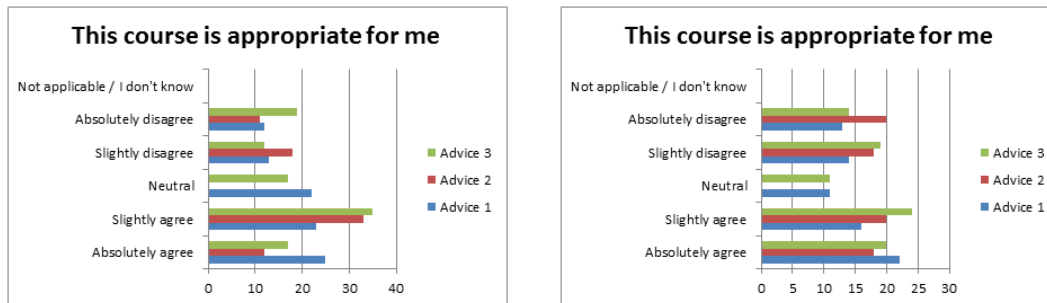 This course is appropriate for me
Not applicable / I don't know
Absolutely disagree
Slightly disagree
Neutral
Slightly agree
Absolutely agree
Advice 3
Advice 2
Advice 1
0 10 20 30 40
This course is appropriate for me
Not applicable / I don't know
Absolutely disagree
Slightly disagree
Neutral
Slightly agree
Absolutely agree
Advice 3
Advice 2
Advice 1
0 5 10 15 20 25 30